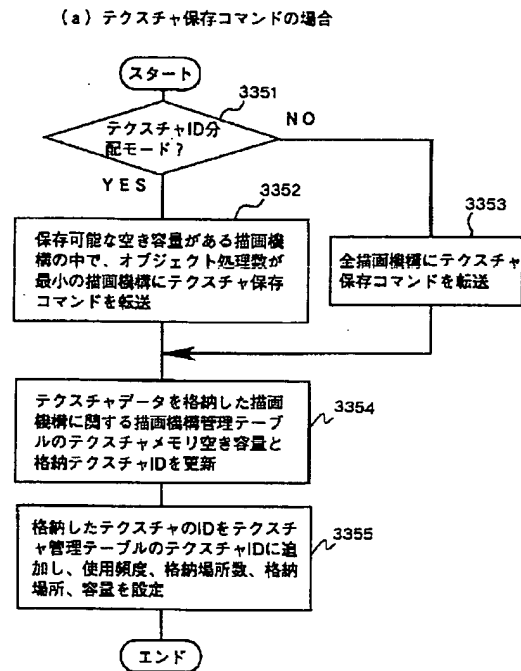 (a) テクスチャ保存コマンドの場合
スタート
3351
テクスチャID分
配モード?
NO
YES
3352
保存可能な空き容量がある描画機
構の中で、オブジェクト処理数が
最小の描画機構にテクスチャ保存
コマンドを転送
3353
全描画機構にテクスチャ
保存コマンドを転送
テクスチャデータを格納した描画
機構に関する描画機構管理テーブ
ルのテクスチャメモリ空き容量と
格納テクスチャIDを更新
3354
格納したテクスチャのIDをテクス
チャ管理テーブルのテクスチャIDに追
加し、使用頻度、格納場所数、格納
場所、容量を設定
3355
エンド